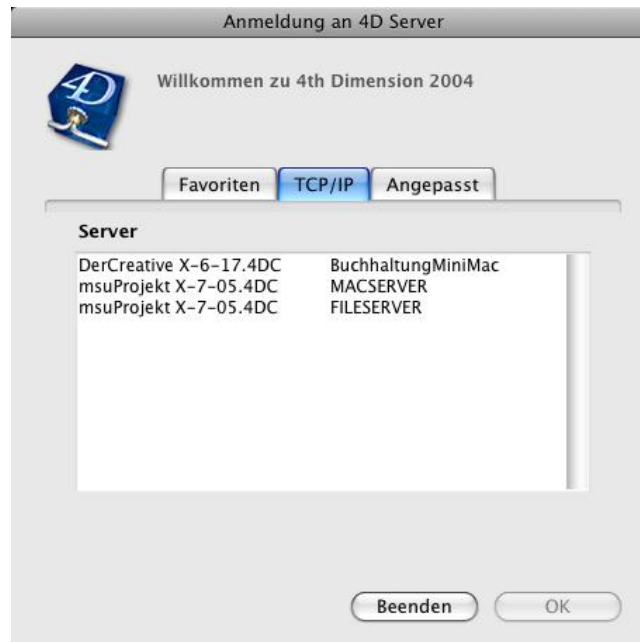 Anmeldung an 4D Server
4D
Willkommen zu 4th Dimension 2004
Favoriten TCP/IP Angepasst
Server
DerCreative X-6-17.4DC BuchhaltungMiniMac
msuProjekt X-7-05.4DC MACSERVER
msuProjekt X-7-05.4DC FILESERVER
Beenden OK